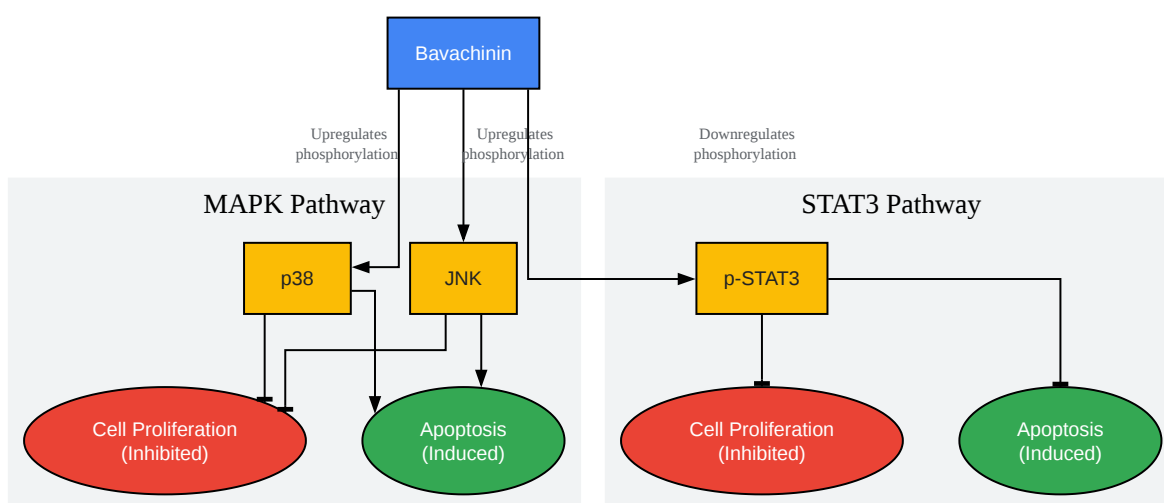 Bavachinin
Upregulates
phosphorylation
Upregulates
phosphorylation
Downregulates
phosphorylation
MAPK Pathway
STAT3 Pathway
p38
JNK
p-STAT3
Cell Proliferation
(Inhibited)
Apoptosis
(Induced)
Cell Proliferation
(Inhibited)
Apoptosis
(Induced)